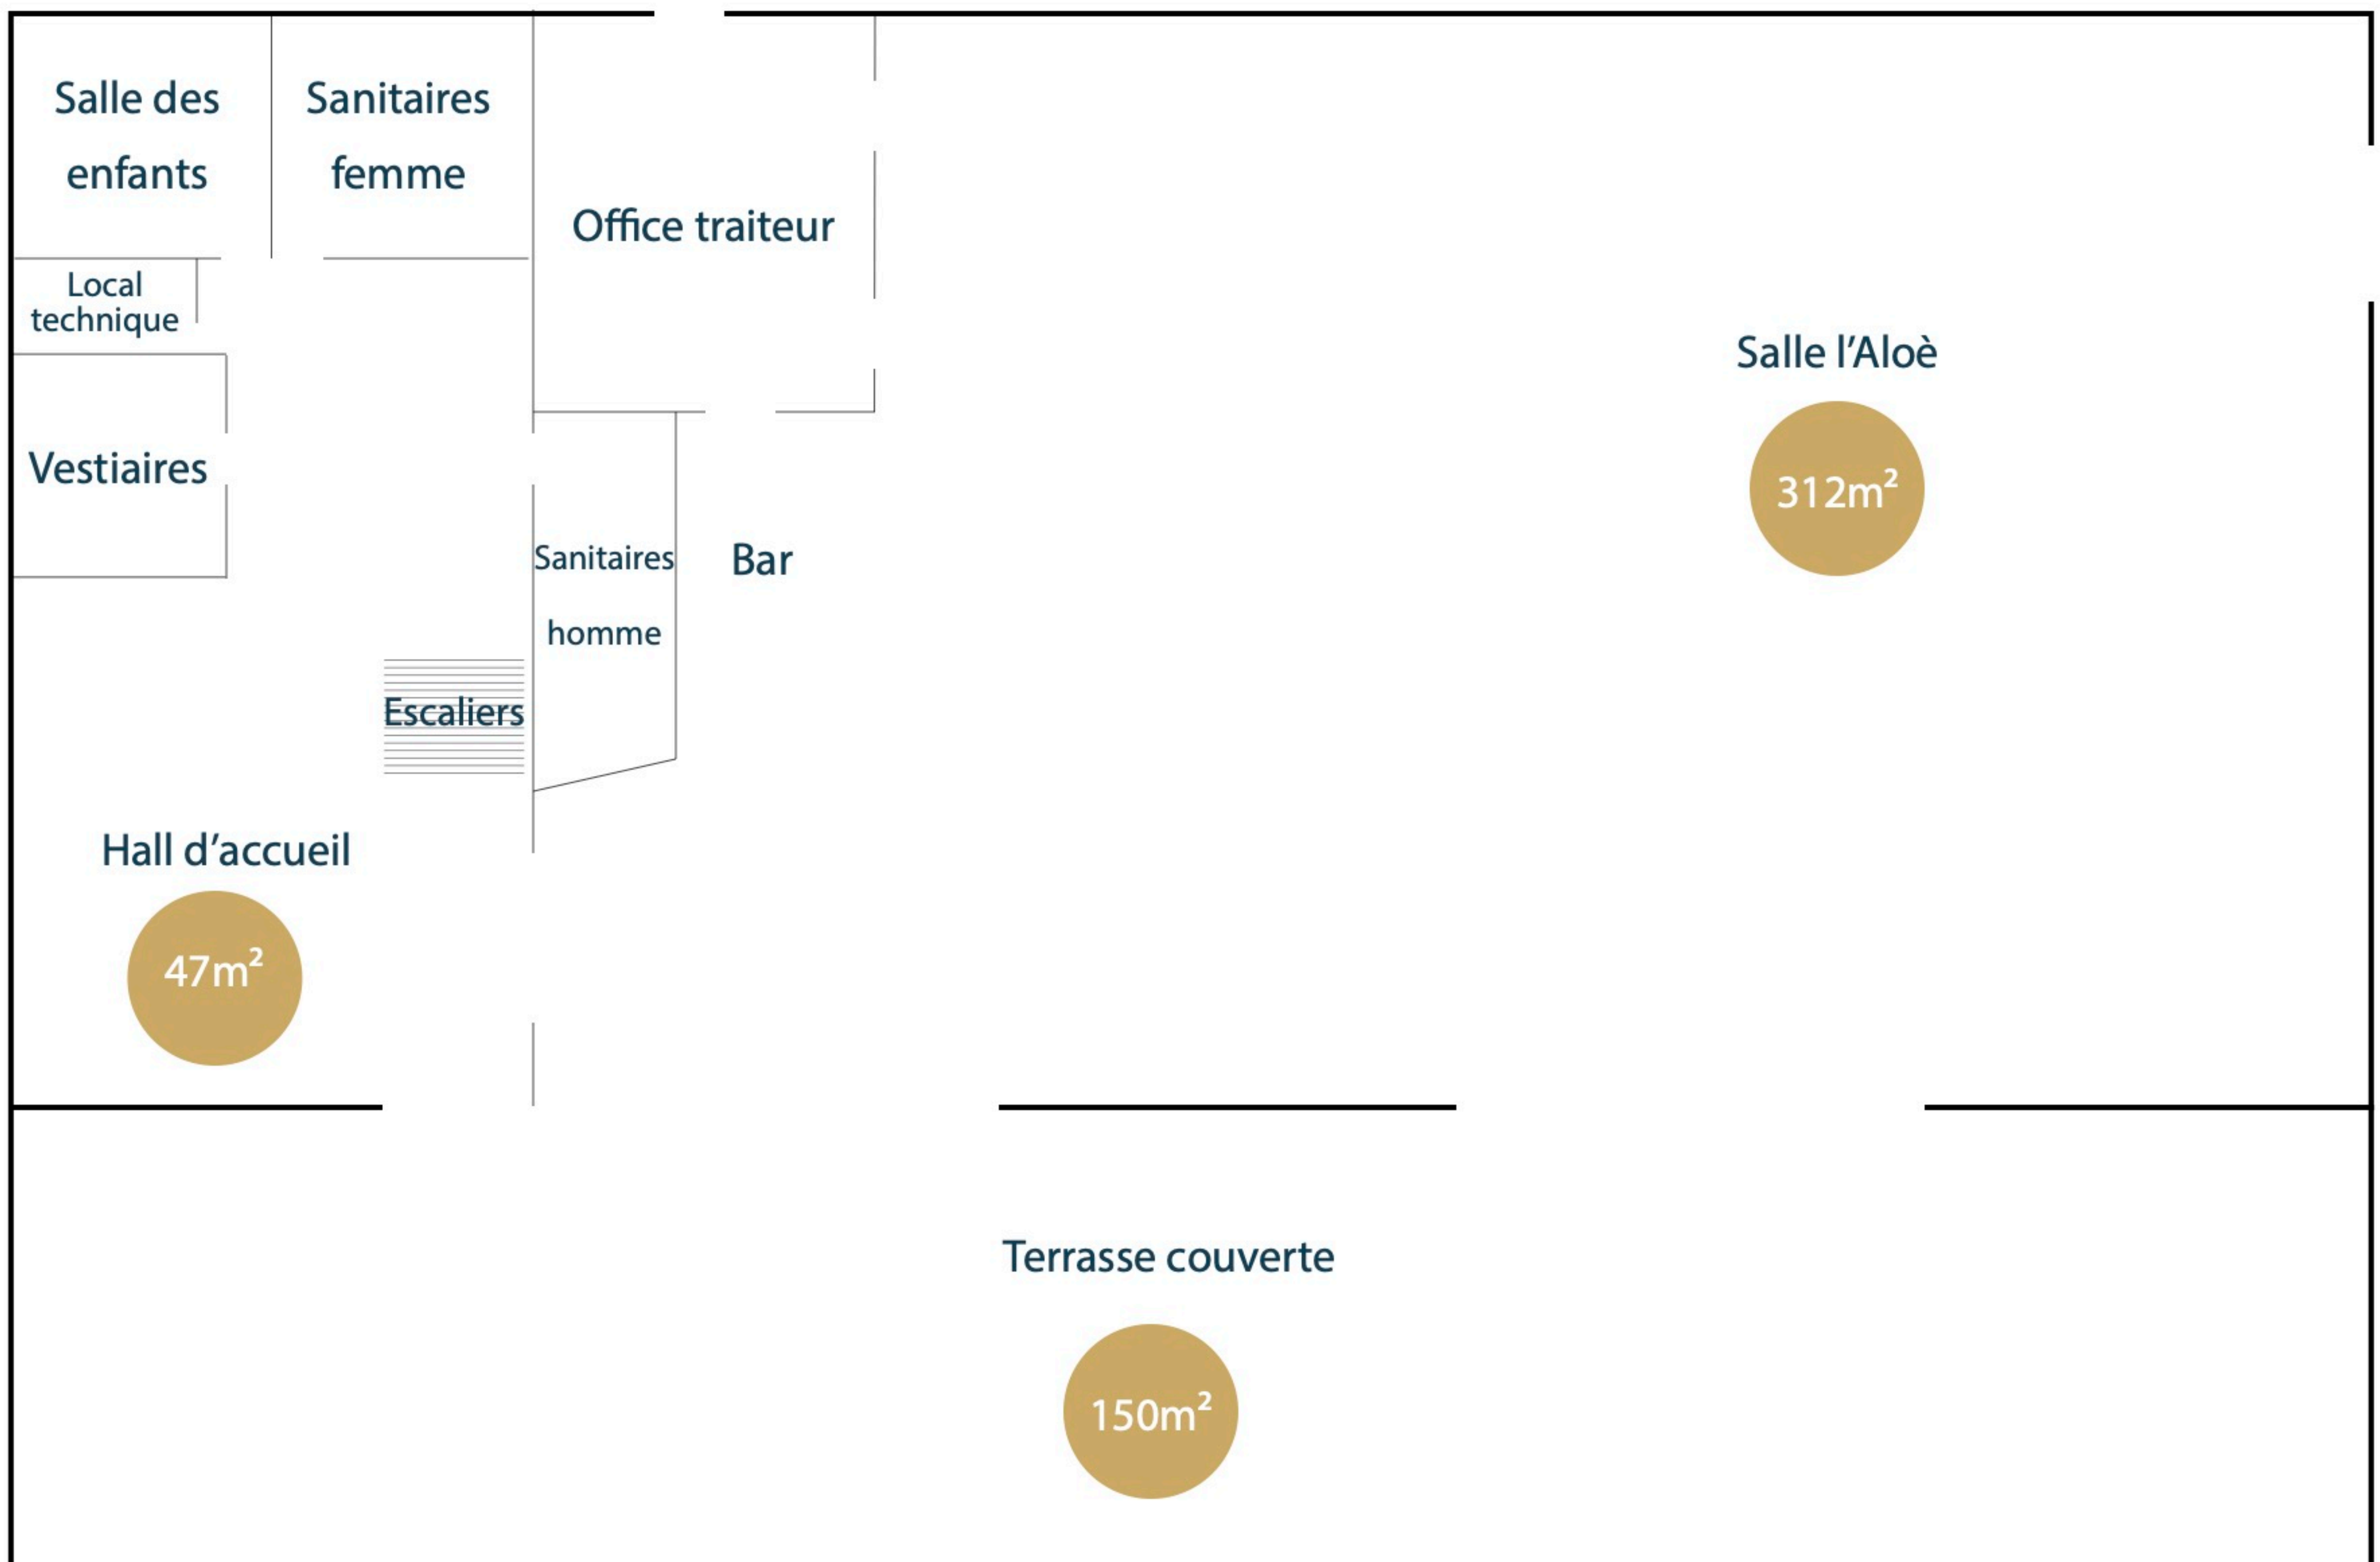 Salle des
enfants
Sanitaires
femme
Office traiteur
Local
technique
Vestiaires
Sanitaires
homme
Bar
Escaliers
Salle l’Aloè
312m²
Hall d’accueil
47m²
Terrasse couverte
150m²